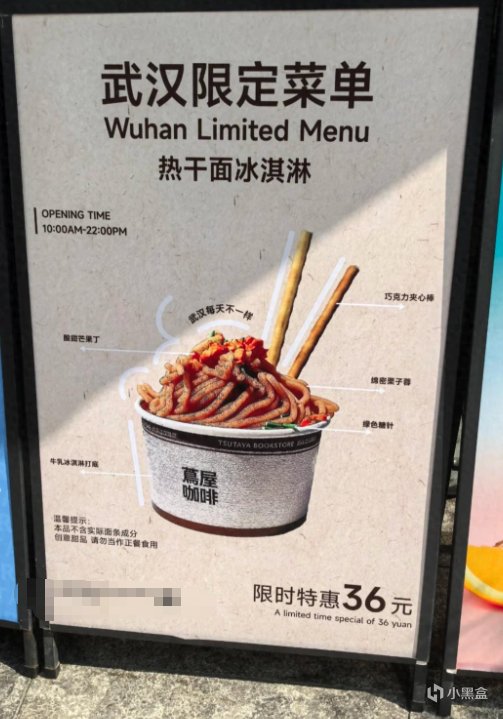 武汉限定菜单
Wuhan Limited Menu
热干面冰淇淋
OPENING TIME
10:00AM-22:00PM
武汉每天不一样
巧克力夹心棒
酸甜芒果丁
绵密栗子蓉
绿色糖针
TSUTAYA BOOKSTORE
牛乳冰淇淋打底
蔦屋
咖啡
温馨提示：
本品不含实际面条成分
创意甜品 请勿当作正餐食用
限时特惠36元
A limited time special of 36 yuan
小黑盒